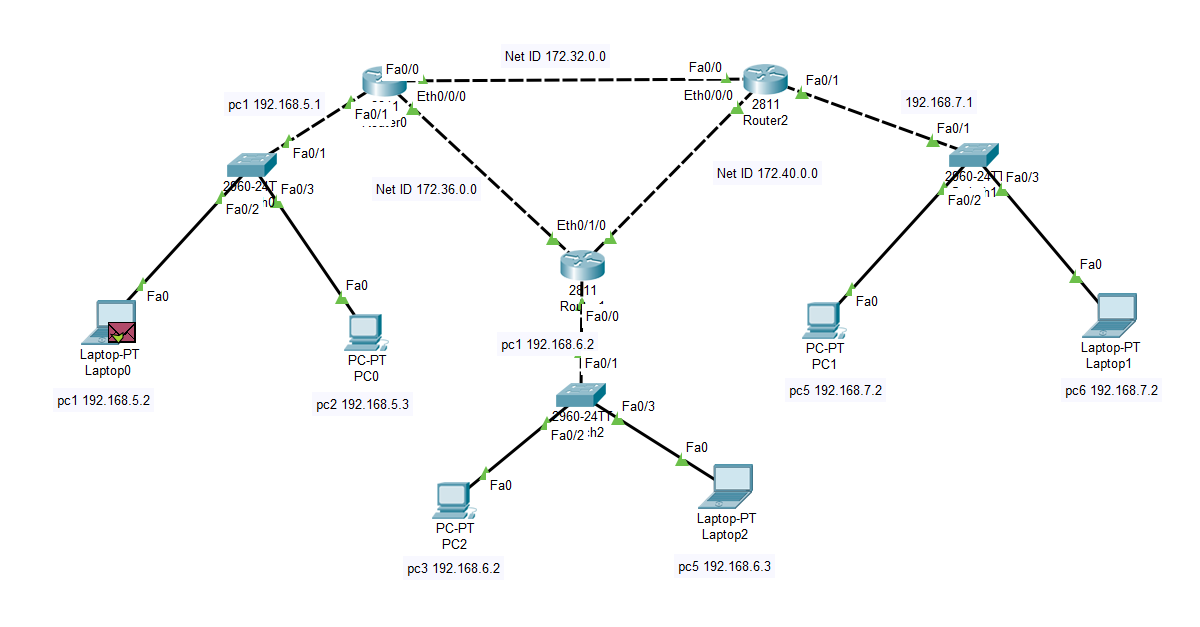 Net ID 172.32.0.0
Fa0/0
Fa0/0
Fa0/1
Eth0/0/0
Eth0/0/0
2811
Router2
pc1 192.168.5.1
Fa0/1
192.168.7.1
Fa0/1
Fa0/1
Net ID 172.40.0.0
Fa0/3
Fa0/2
Net ID 172.36.0.0
2960-24T
Fa0/3
Fa0/2
Eth0/1/0
2811
Fa0/0
Fa0
Fa0
Fa0
Fa0
pc1 192.168.6.2
Fa0/1
Laptop-PT
Laptop0
PC-PT
PC0
PC-PT
PC1
Laptop-PT
Laptop1
pc1 192.168.5.2
pc2 192.168.5.3
pc5 192.168.7.2
pc6 192.168.7.2
2960-24TT
Fa0/3
Fa0/2
Fa0
Fa0
PC-PT
PC2
Laptop-PT
Laptop2
pc3 192.168.6.2
pc5 192.168.6.3